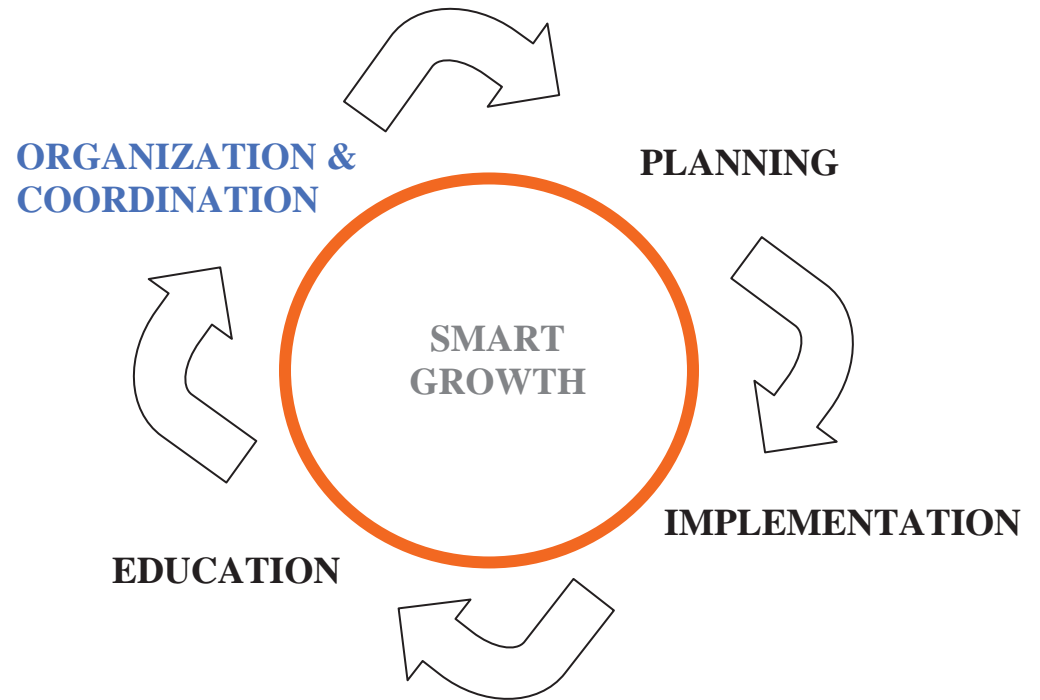 ORGANIZATION &
COORDINATION
PLANNING
SMART
GROWTH
IMPLEMENTATION
EDUCATION